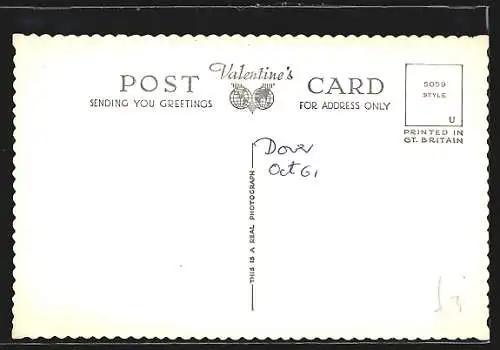 POST Valentine's CARD
SENDING YOU GREETINGS FOR ADDRESS ONLY
5059
STYLE
U
PRINTED IN
GT. BRITAIN
Dover
Oct 61
THIS IS A REAL PHOTOGRAPH